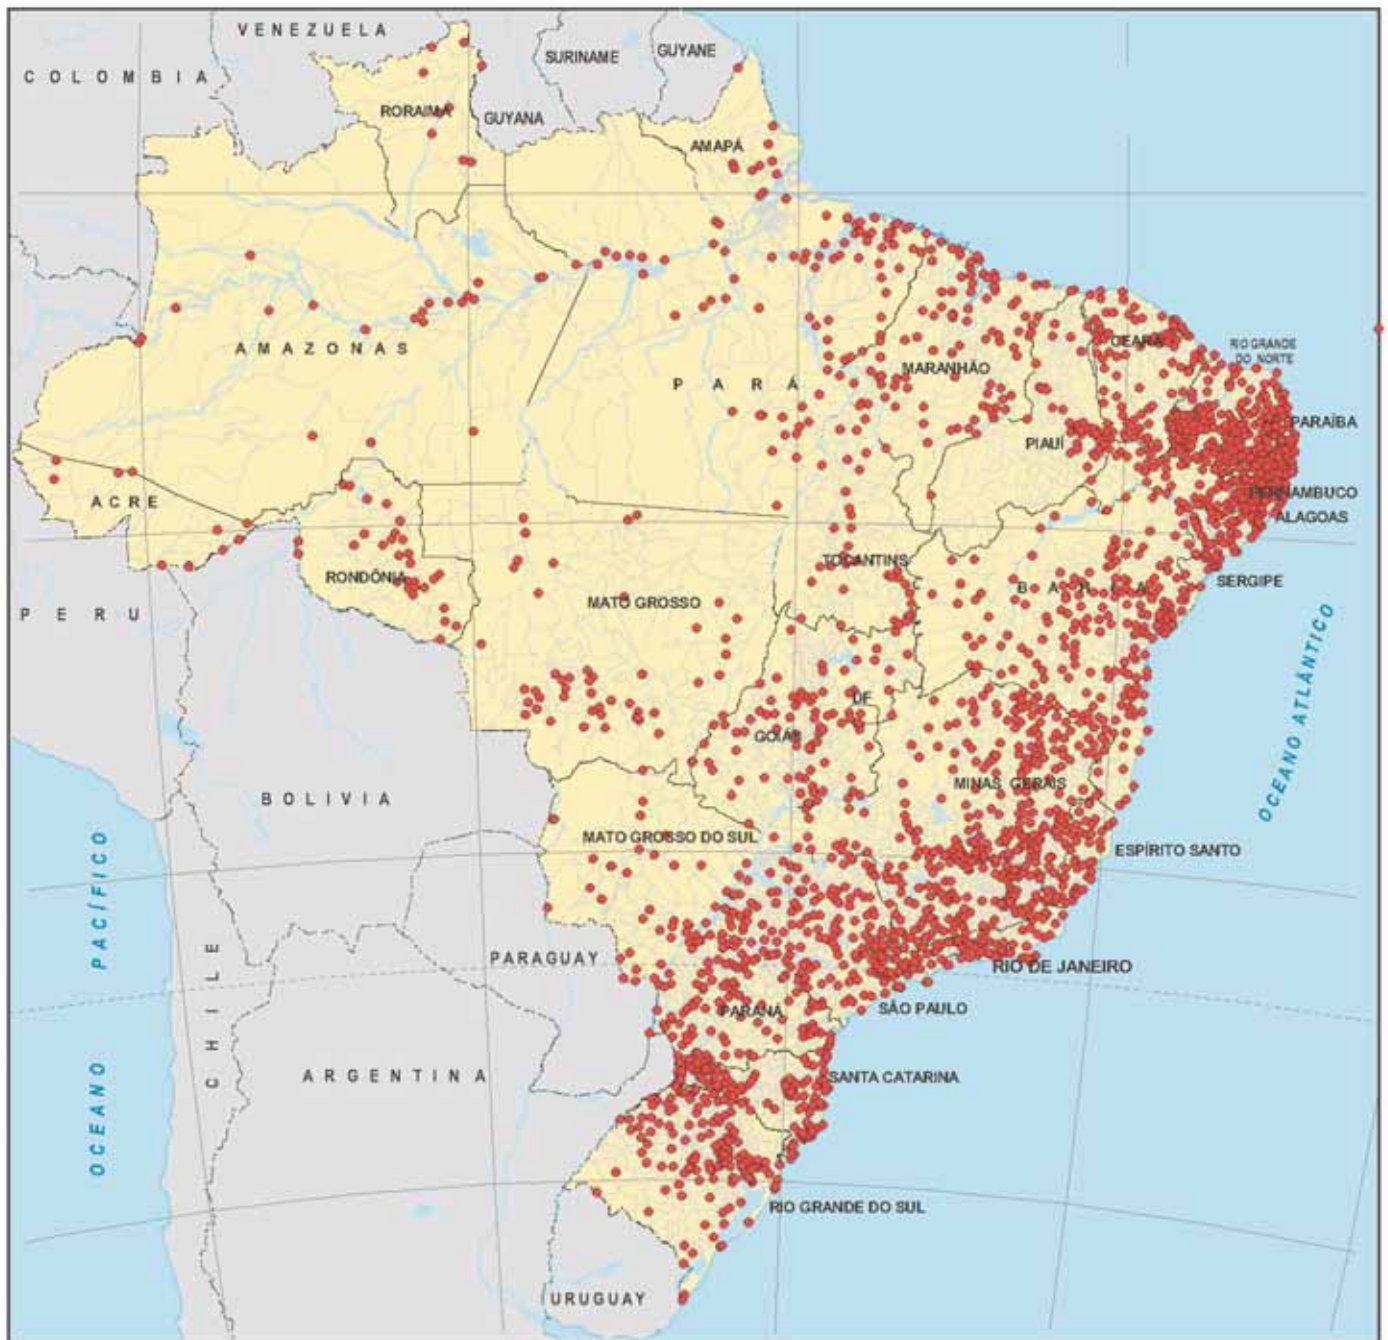 VENEZUELA
SURINAME
GUYANE
COLOMBIA
RORAIMA
GUYANA
AMAPÁ
AMAZONAS
PARÁ
MARANHÃO
CEARÁ
RIO GRANDE
DO NORTE
PARAÍBA
PIAUÍ
PERNAMBUCO
ALAGOAS
ACRE
TOCANTINS
SERGIPE
RONDÔNIA
BAHIA
MATO GROSSO
PERU
DF
GOIÁS
OCEANO ATLÂNTICO
MINAS GERAIS
BOLIVIA
MATO GROSSO DO SUL
ESPÍRITO SANTO
OCEANO PACÍFICO
PARAGUAY
RIO DE JANEIRO
CHILE
PARANÁ
SÃO PAULO
ARGENTINA
SANTA CATARINA
RIO GRANDE DO SUL
URUGUAY